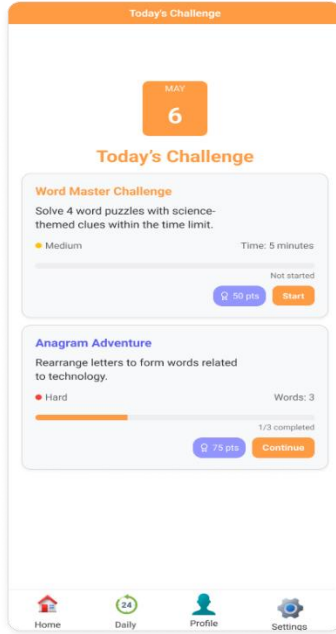 Today's Challenge
MAY
6
Today's Challenge
Word Master Challenge
Solve 4 word puzzles with science-
themed clues within the time limit.
Medium Time: 5 minutes
Not started
50 pts Start
Anagram Adventure
Rearrange letters to form words related
to technology.
Hard Words: 3
1/3 completed
75 pts Continue
24
Home Daily Profile Settings